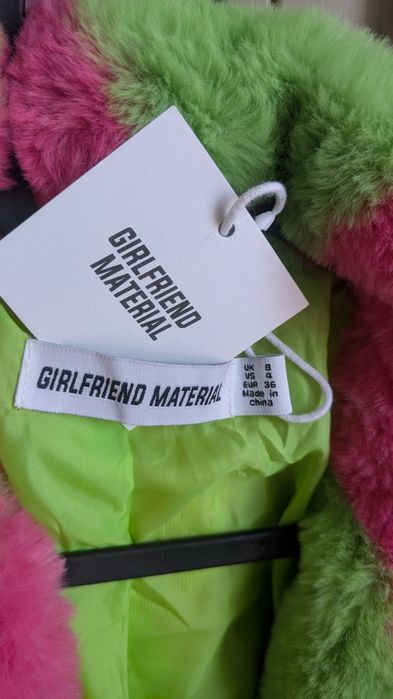 GIRLFRIEND
MATERIAL
GIRLFRIEND MATERIAL
UK 8
US 4
EUR 36
Made in
China